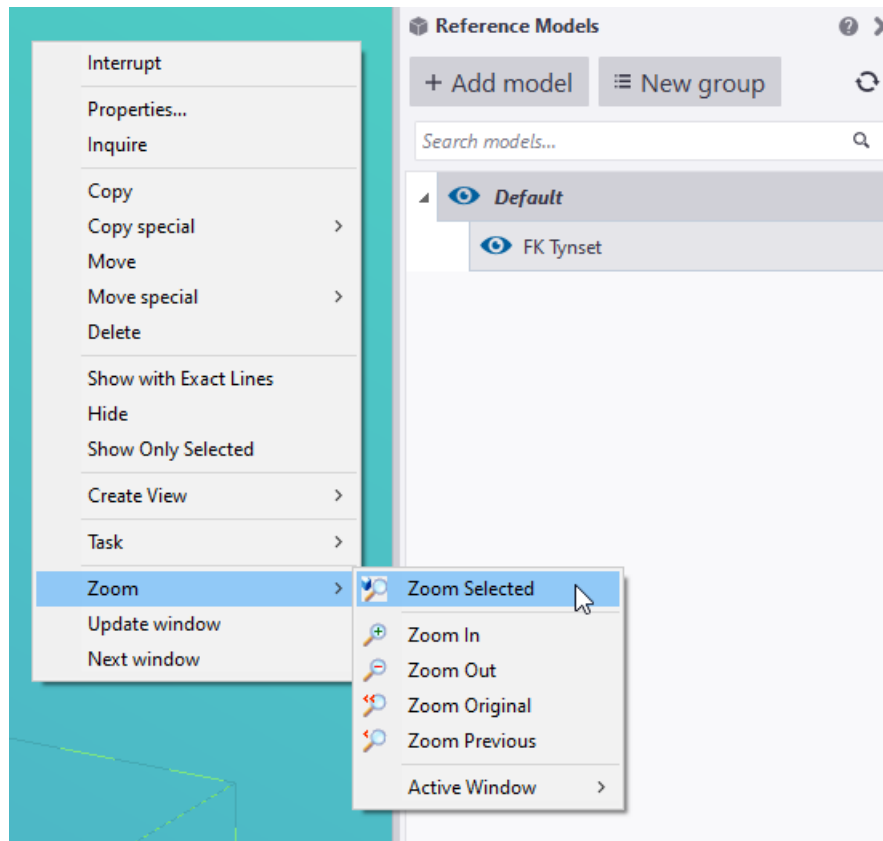 Interrupt
Properties...
Inquire
Copy
Copy special
Move
Move special
Delete
Show with Exact Lines
Hide
Show Only Selected
Create View
Task
Zoom
Update window
Next window
Zoom Selected
Zoom In
Zoom Out
Zoom Original
Zoom Previous
Active Window
Reference Models
+ Add model
New group
Search models...
Default
FK Tynset